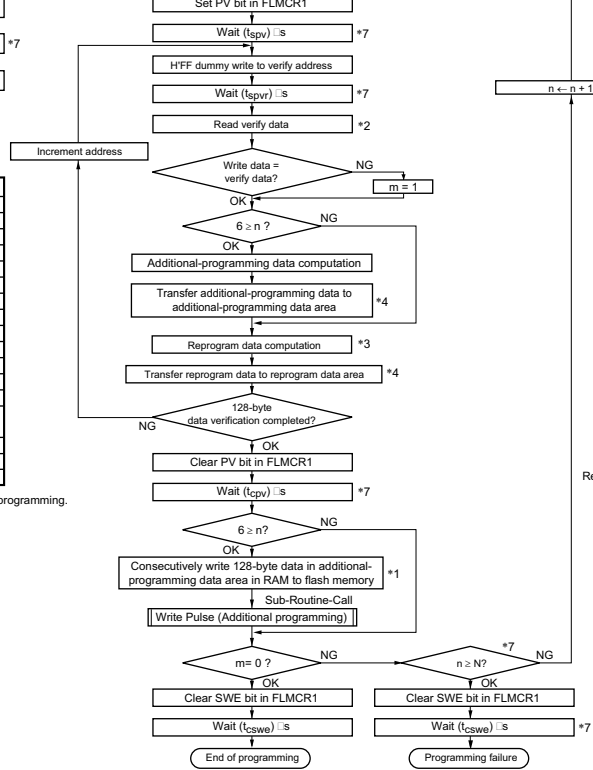 Set PV bit in FLMCR1
Wait (tspv) □s
*7
*7
H'FF dummy write to verify address
Wait (tspvr) □s
*7
n ← n + 1
Read verify data
*2
Increment address
Write data =
verify data?
NG
m = 1
OK
6 ≥ n ?
NG
OK
Additional-programming data computation
Transfer additional-programming data to
additional-programming data area
*4
Reprogram data computation
*3
Transfer reprogram data to reprogram data area
*4
128-byte
data verification completed?
NG
OK
Clear PV bit in FLMCR1
Re
Wait (tcpv) □s
*7
programming.
6 ≥ n?
NG
OK
Consecutively write 128-byte data in additional-
programming data area in RAM to flash memory
*1
Sub-Routine-Call
Write Pulse (Additional programming)
m= 0 ?
NG
*7
n ≥ N?
NG
OK
OK
Clear SWE bit in FLMCR1
Clear SWE bit in FLMCR1
Wait (tcswe) □s
Wait (tcswe) □s
*7
End of programming
Programming failure